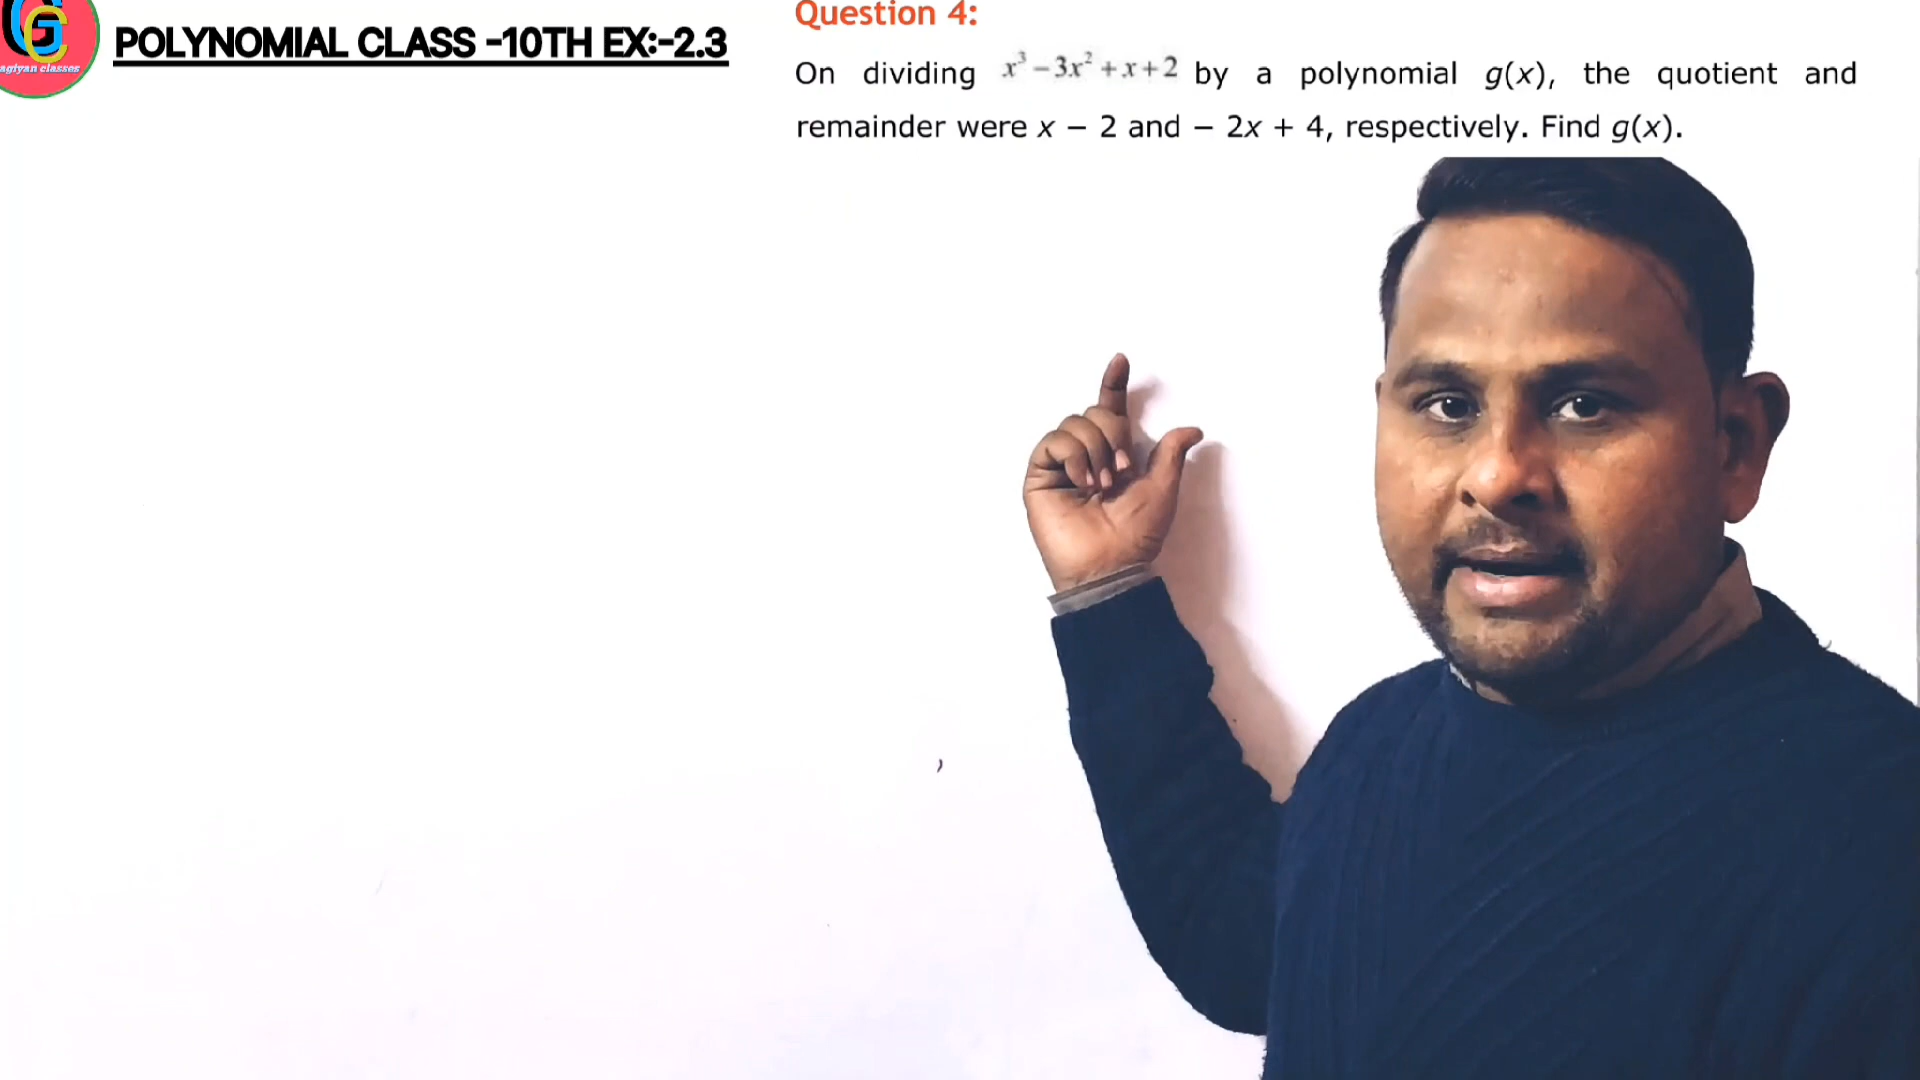 GC
agiyan classes
POLYNOMIAL CLASS -10TH EX:-2.3
Question 4:
On dividing x³ – 3x² + x + 2 by a polynomial g(x), the quotient and
remainder were x − 2 and − 2x + 4, respectively. Find g(x).